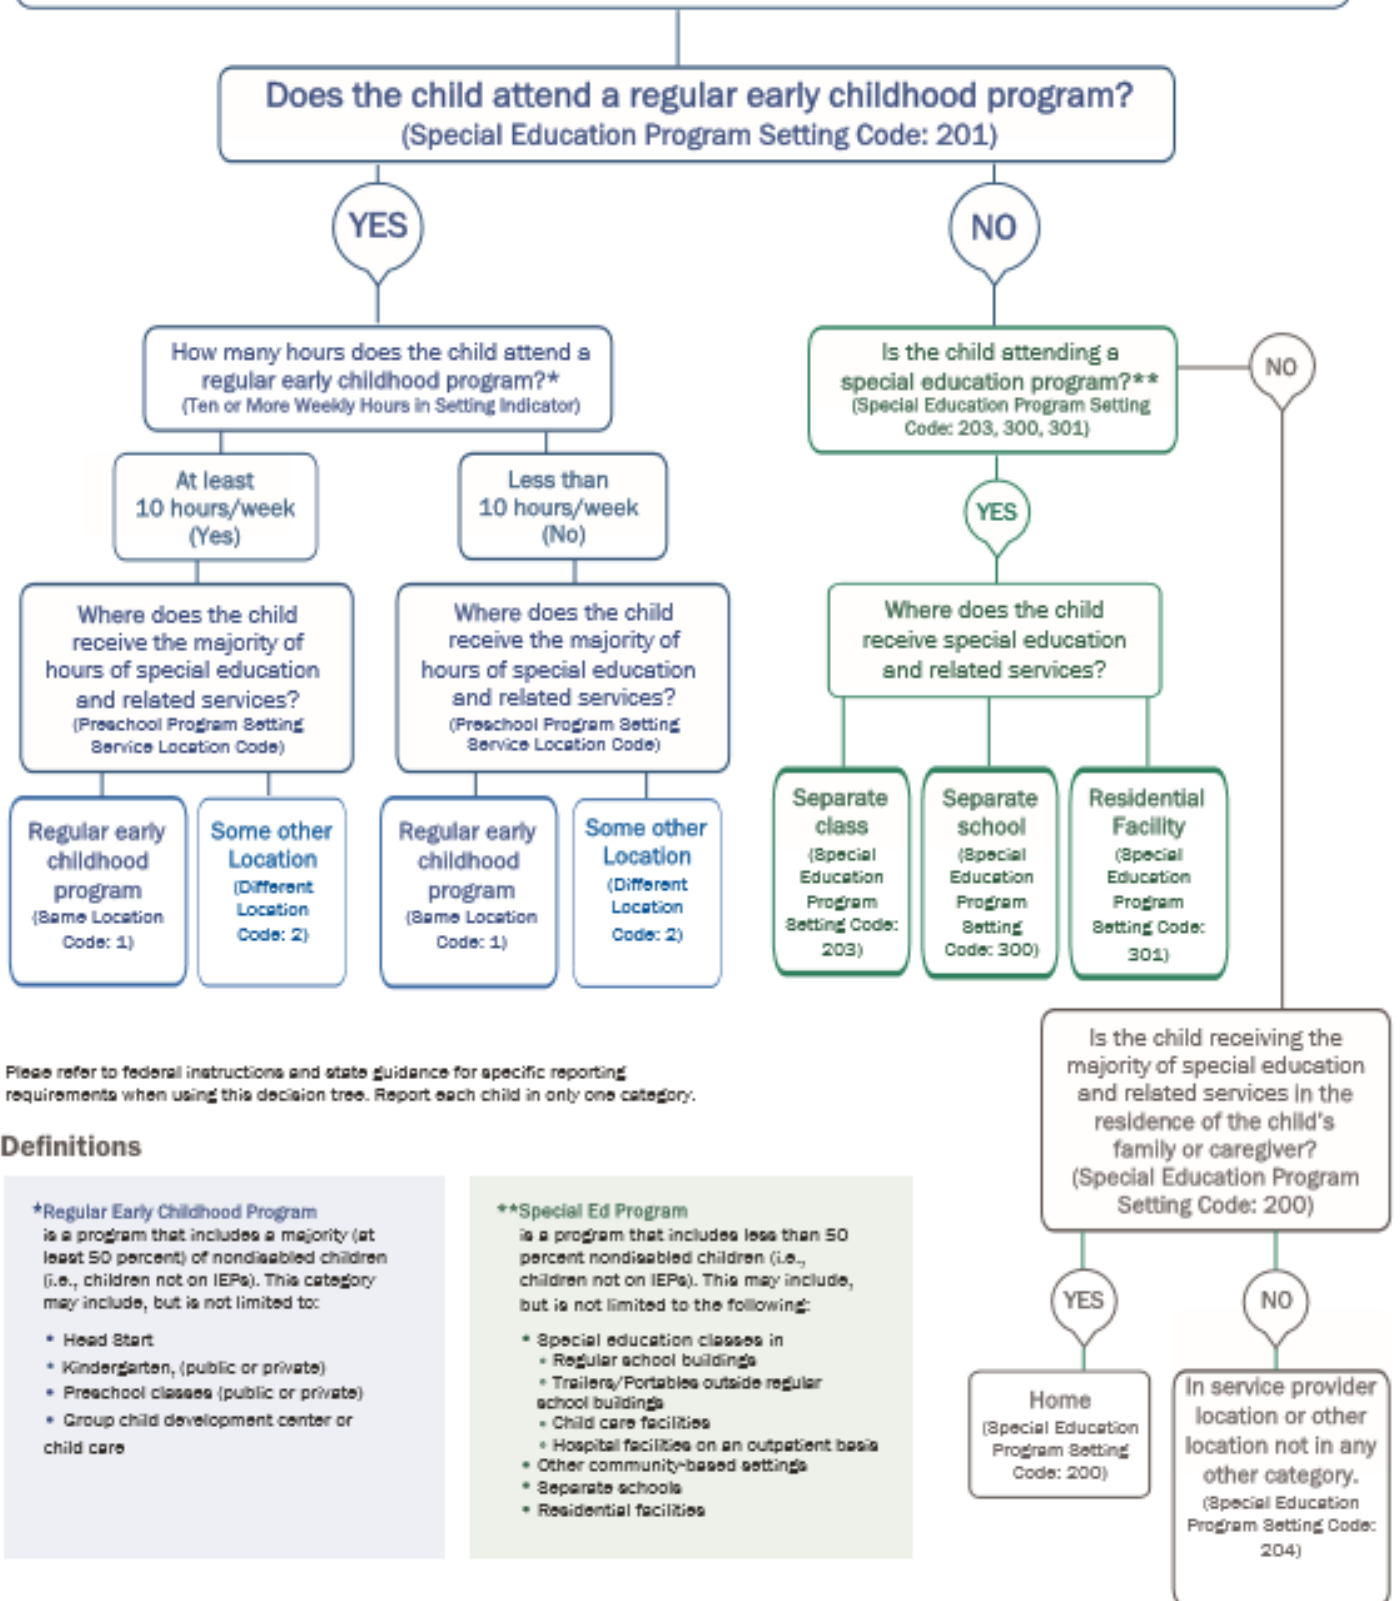 Does the child attend a regular early childhood program?
(Special Education Program Setting Code: 201)
YES
NO
How many hours does the child attend a
regular early childhood program?*
(Ten or More Weekly Hours in Setting Indicator)
Is the child attending a
special education program?**
(Special Education Program Setting
Code: 203, 300, 301)
NO
At least
10 hours/week
(Yes)
Less than
10 hours/week
(No)
YES
Where does the child
receive the majority of
hours of special education
and related services?
(Preschool Program Setting
Service Location Code)
Where does the child
receive the majority of
hours of special education
and related services?
(Preschool Program Setting
Service Location Code)
Where does the child
receive special education
and related services?
Regular early
childhood
program
(Same Location
Code: 1)
Some other
Location
(Different
Location
Code: 2)
Regular early
childhood
program
(Same Location
Code: 1)
Some other
Location
(Different
Location
Code: 2)
Separate
class
(Special
Education
Program
Setting Code:
203)
Separate
school
(Special
Education
Program
Setting
Code: 300)
Residential
Facility
(Special
Education
Program
Setting Code:
301)
Is the child receiving the
majority of special education
and related services in the
residence of the child's
family or caregiver?
(Special Education Program
Setting Code: 200)
YES
NO
Home
(Special Education
Program Setting
Code: 200)
In service provider
location or other
location not in any
other category.
(Special Education
Program Setting Code:
204)
Please refer to federal instructions and state guidance for specific reporting
requirements when using this decision tree. Report each child in only one category.
Definitions
*Regular Early Childhood Program
is a program that includes a majority (at
least 50 percent) of nondisabled children
(i.e., children not on IEPs). This category
may include, but is not limited to:
• Head Start
• Kindergarten, (public or private)
• Preschool classes (public or private)
• Group child development center or
child care
**Special Ed Program
is a program that includes less than 50
percent nondisabled children (i.e.,
children not on IEPs). This may include,
but is not limited to the following:
• Special education classes in
• Regular school buildings
• Trailers/Portables outside regular
school buildings
• Child care facilities
• Hospital facilities on an outpatient basis
• Other community-based settings
• Separate schools
• Residential facilities